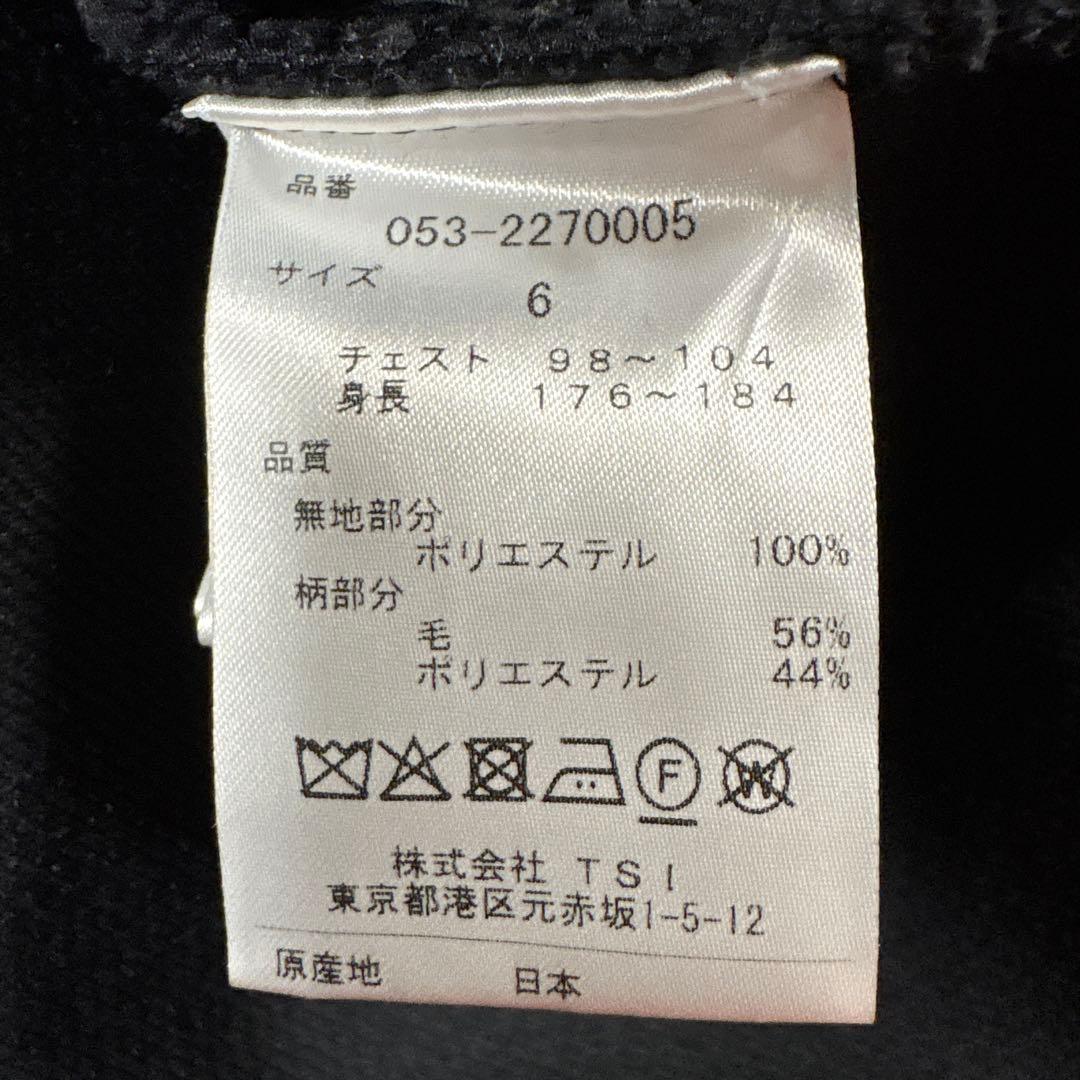 品番
053-2270005
サイズ
6
チェスト 98～104
身長 176～184
品質
無地部分
ポリエステル 100%
柄部分
毛 56%
ポリエステル 44%
F W
株式会社 TSI
東京都港区元赤坂1-5-12
原産地 日本